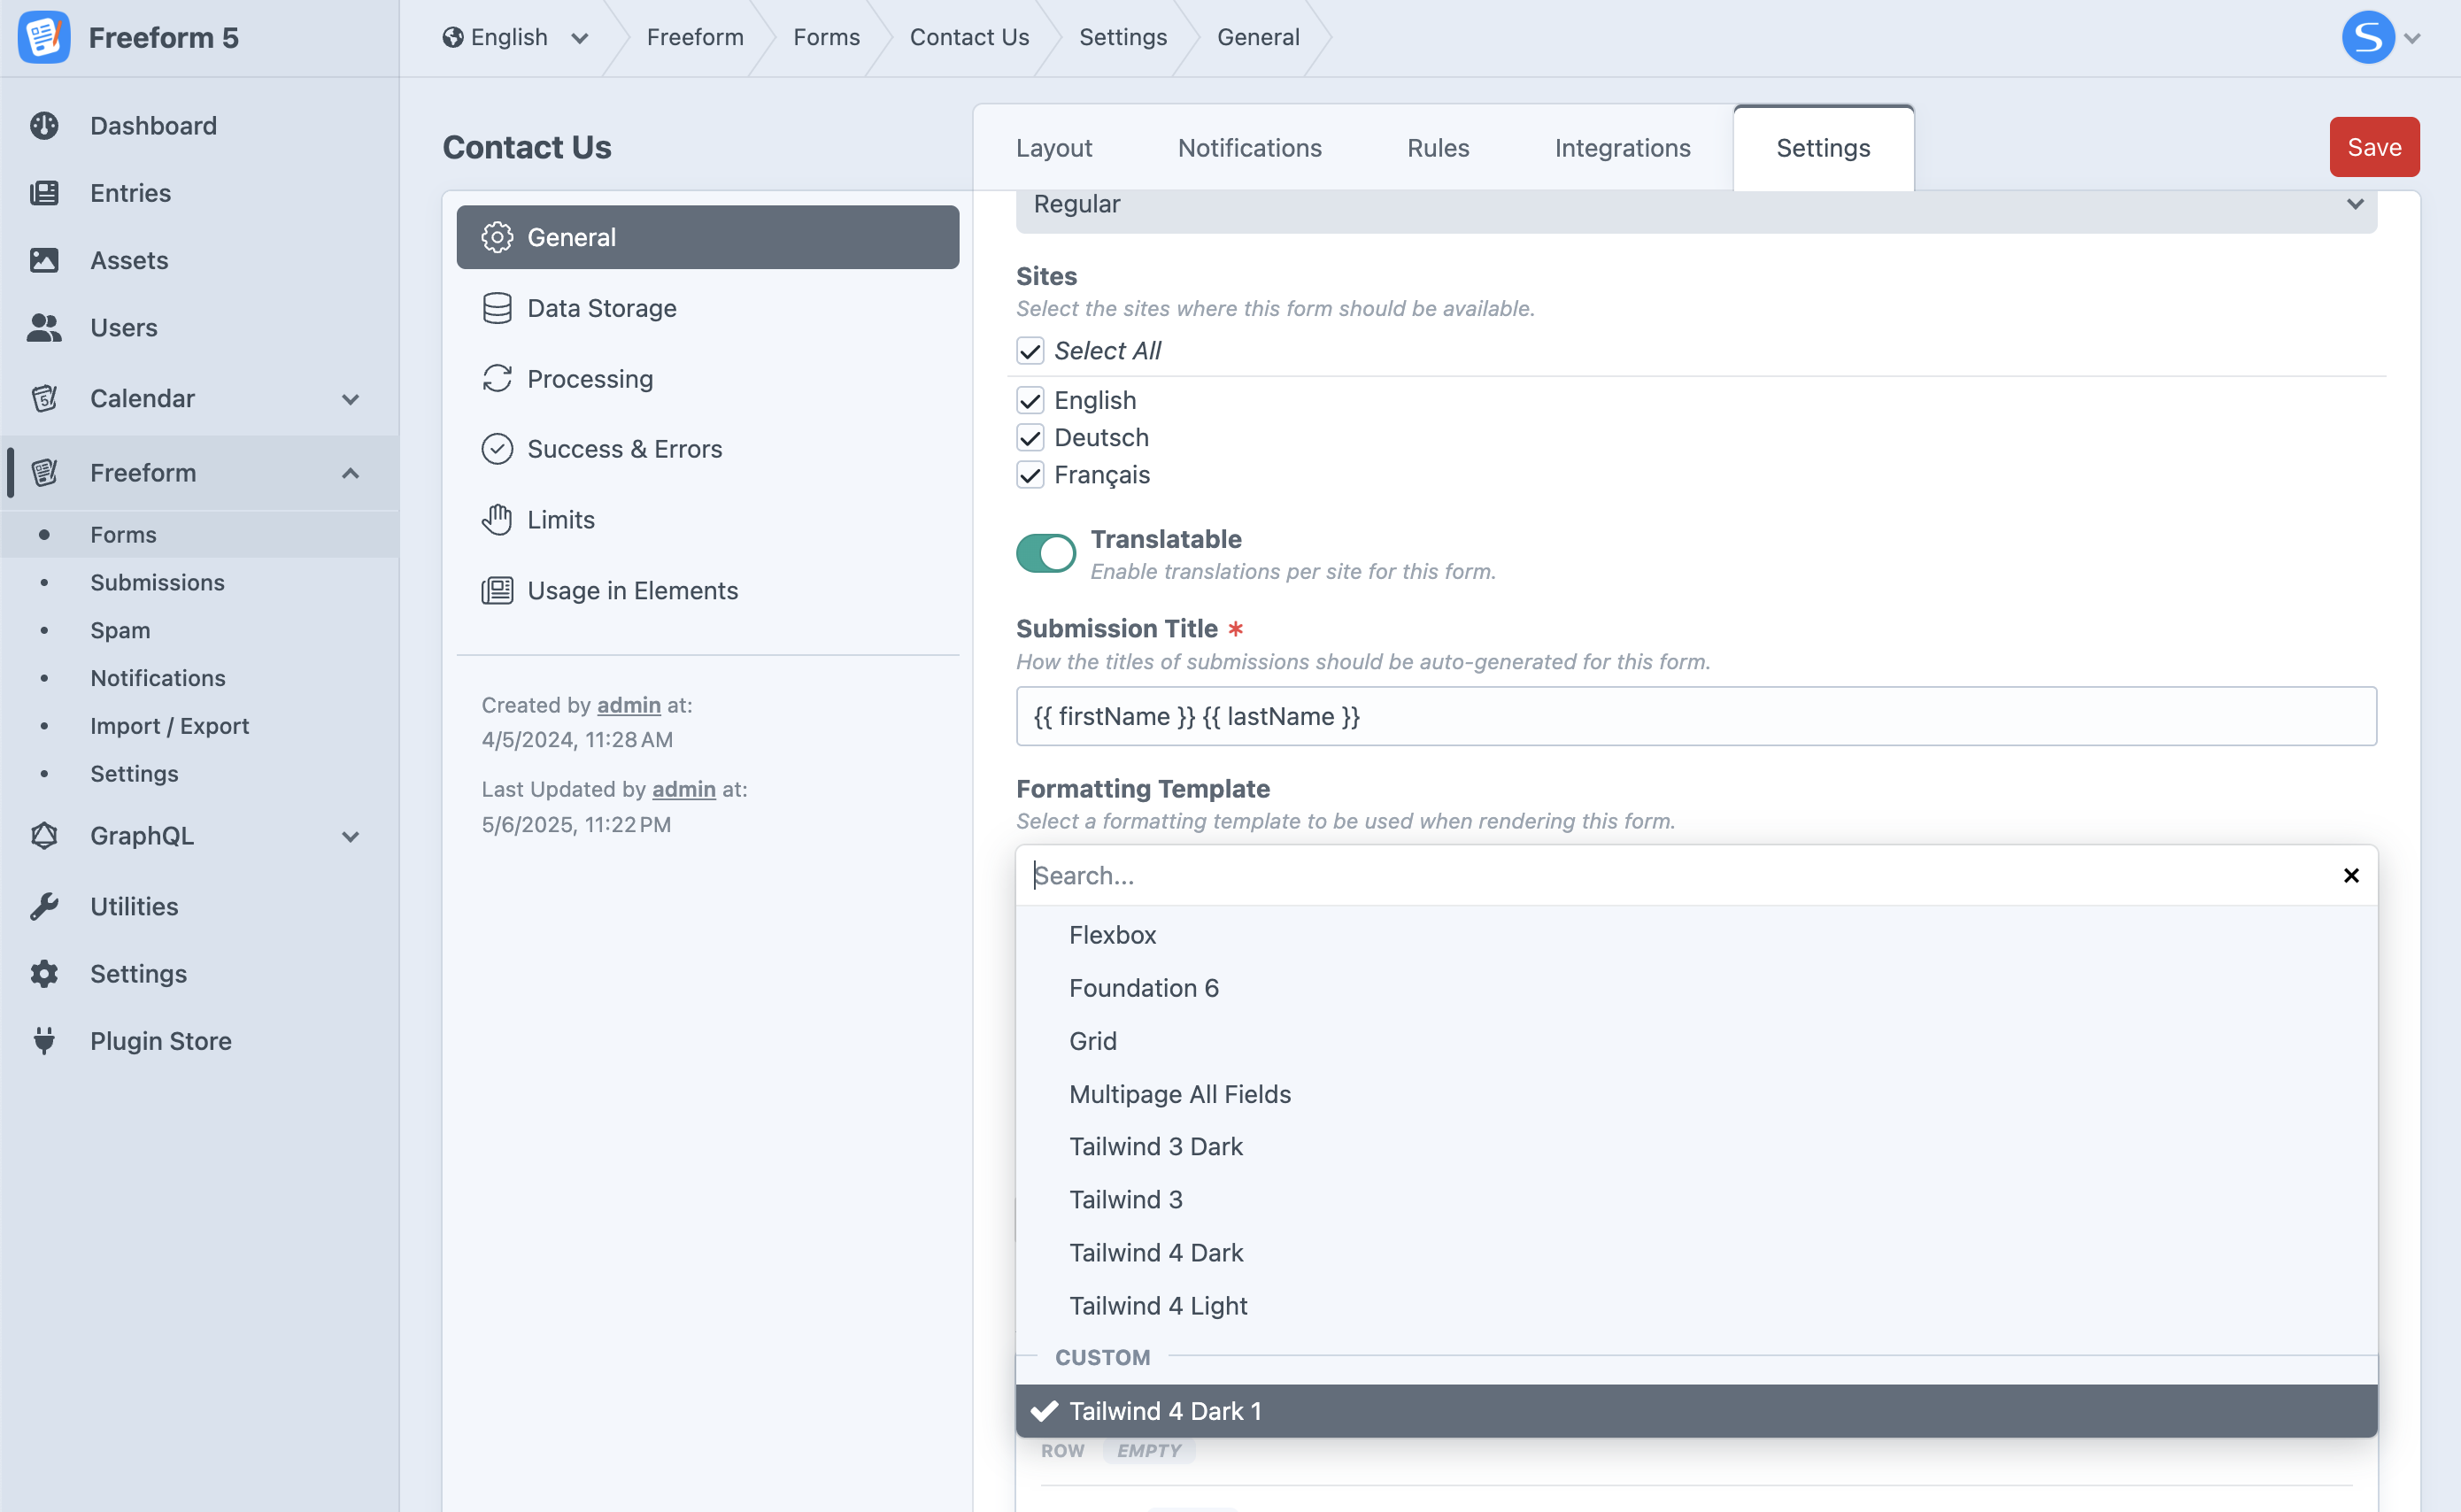 Freeform 5
English
Freeform
Forms
Contact Us
Settings
General
Dashboard
Entries
Assets
Users
Calendar
Freeform
Forms
Submissions
Spam
Notifications
Import / Export
Settings
GraphQL
Utilities
Settings
Plugin Store
Contact Us
Layout
Notifications
Rules
Integrations
Settings
Save
General
Data Storage
Processing
Success & Errors
Limits
Usage in Elements
Created by admin at:
4/5/2024, 11:28 AM
Last Updated by admin at:
5/6/2025, 11:22 PM
Regular
Sites
Select the sites where this form should be available.
Select All
English
Deutsch
Français
Translatable
Enable translations per site for this form.
Submission Title *
How the titles of submissions should be auto-generated for this form.
{{ firstName }} {{ lastName }}
Formatting Template
Select a formatting template to be used when rendering this form.
Search...
Flexbox
Foundation 6
Grid
Multipage All Fields
Tailwind 3 Dark
Tailwind 3
Tailwind 4 Dark
Tailwind 4 Light
CUSTOM
Tailwind 4 Dark 1
ROW EMPTY